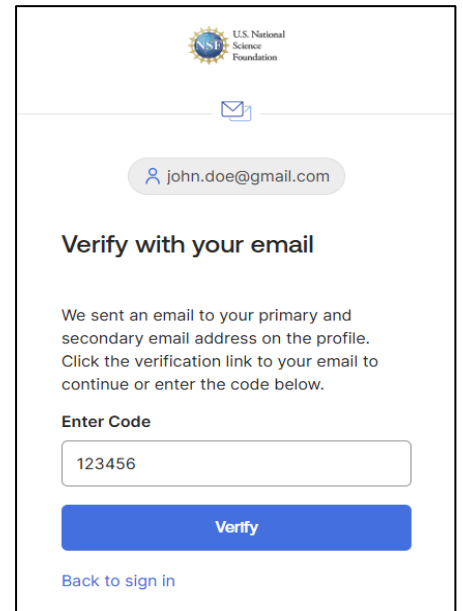 NSF
U.S. National
Science
Foundation
john.doe@gmail.com
Verify with your email
We sent an email to your primary and
secondary email address on the profile.
Click the verification link to your email to
continue or enter the code below.
Enter Code
123456
Verify
Back to sign in